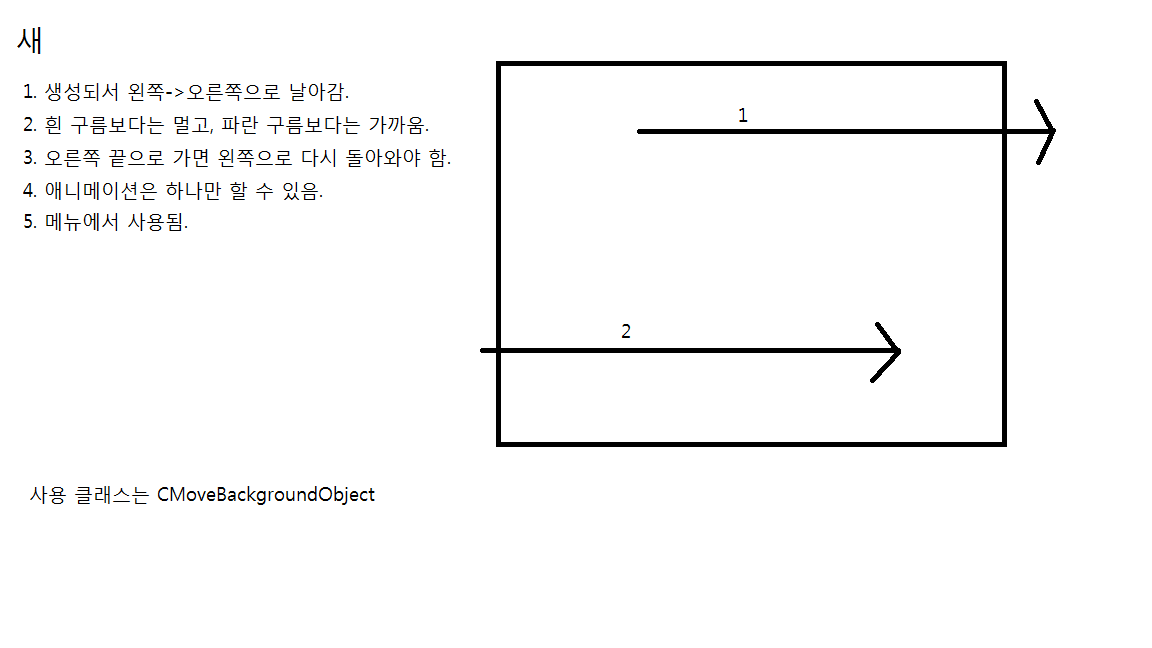 새
1. 생성되서 왼쪽->오른쪽으로 날아감.
2. 흰 구름보다는 멀고, 파란 구름보다는 가까움.
3. 오른쪽 끝으로 가면 왼쪽으로 다시 돌아와야 함.
4. 애니메이션은 하나만 할 수 있음.
5. 메뉴에서 사용됨.
1
2
사용 클래스는 CMoveBackgroundObject